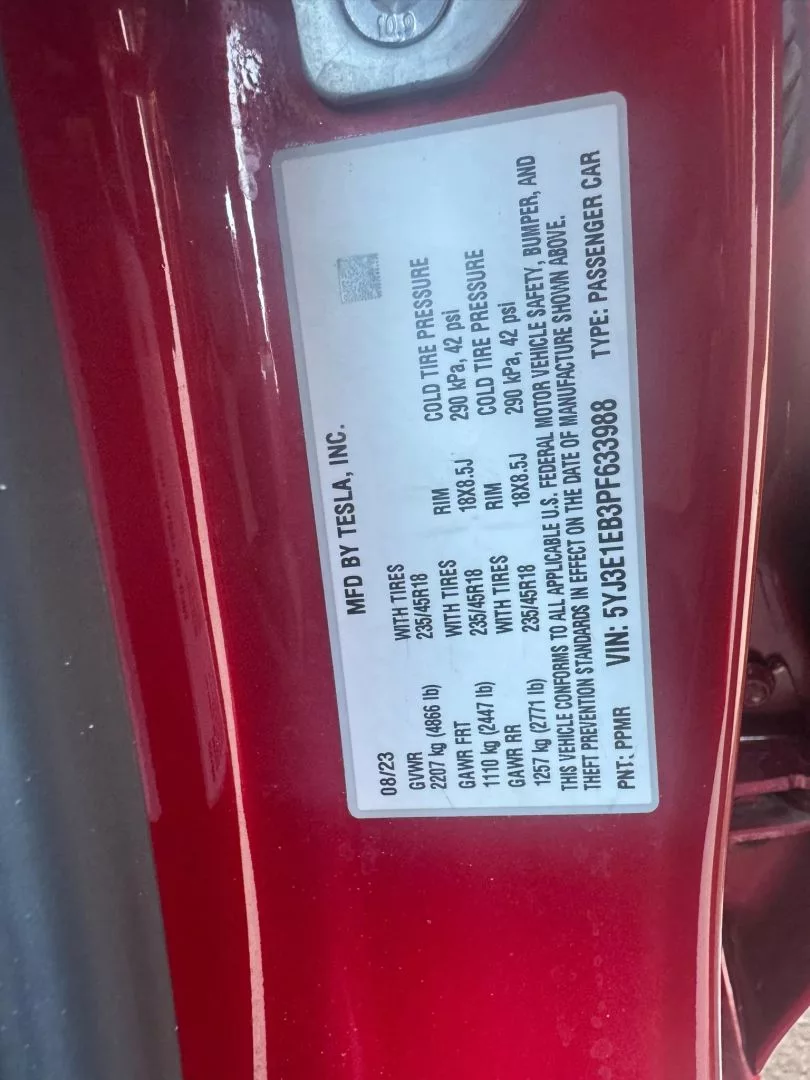 MFD BY TESLA, INC.
08/23
GVWR WITH TIRES
2207 kg (4866 lb) 235/45R18 RIM COLD TIRE PRESSURE
GAWR FRT WITH TIRES 18X8.5J 290 kPa, 42 psi
1110 kg (2447 lb) 235/45R18 RIM COLD TIRE PRESSURE
GAWR RR WITH TIRES 18X8.5J 290 kPa, 42 psi
1257 kg (2771 lb) 235/45R18
THIS VEHICLE CONFORMS TO ALL APPLICABLE U.S. FEDERAL MOTOR VEHICLE SAFETY, BUMPER, AND
THEFT PREVENTION STANDARDS IN EFFECT ON THE DATE OF MANUFACTURE SHOWN ABOVE.
PNT: PPMR VIN: 5YJ3E1EB3PF633988 TYPE: PASSENGER CAR